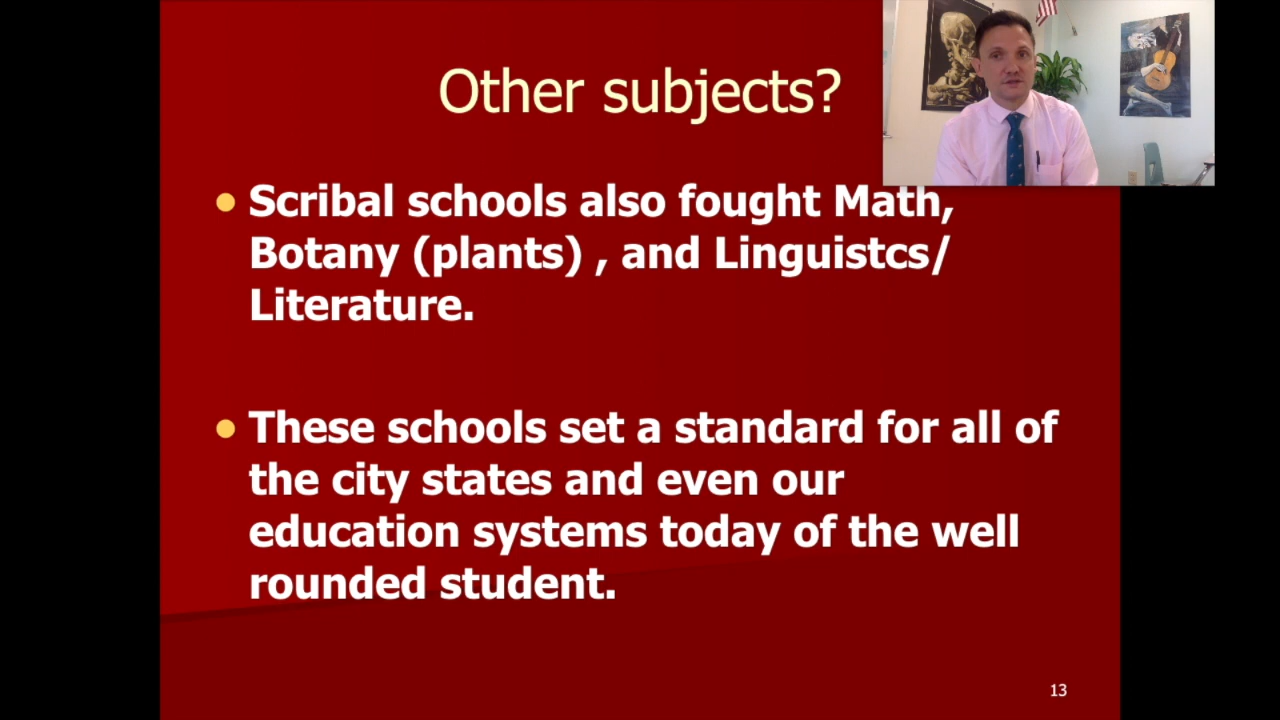 Other subjects?
Scribal schools also fought Math,
Botany (plants) , and Linguistcs/
Literature.
These schools set a standard for all of
the city states and even our
education systems today of the well
rounded student.
13